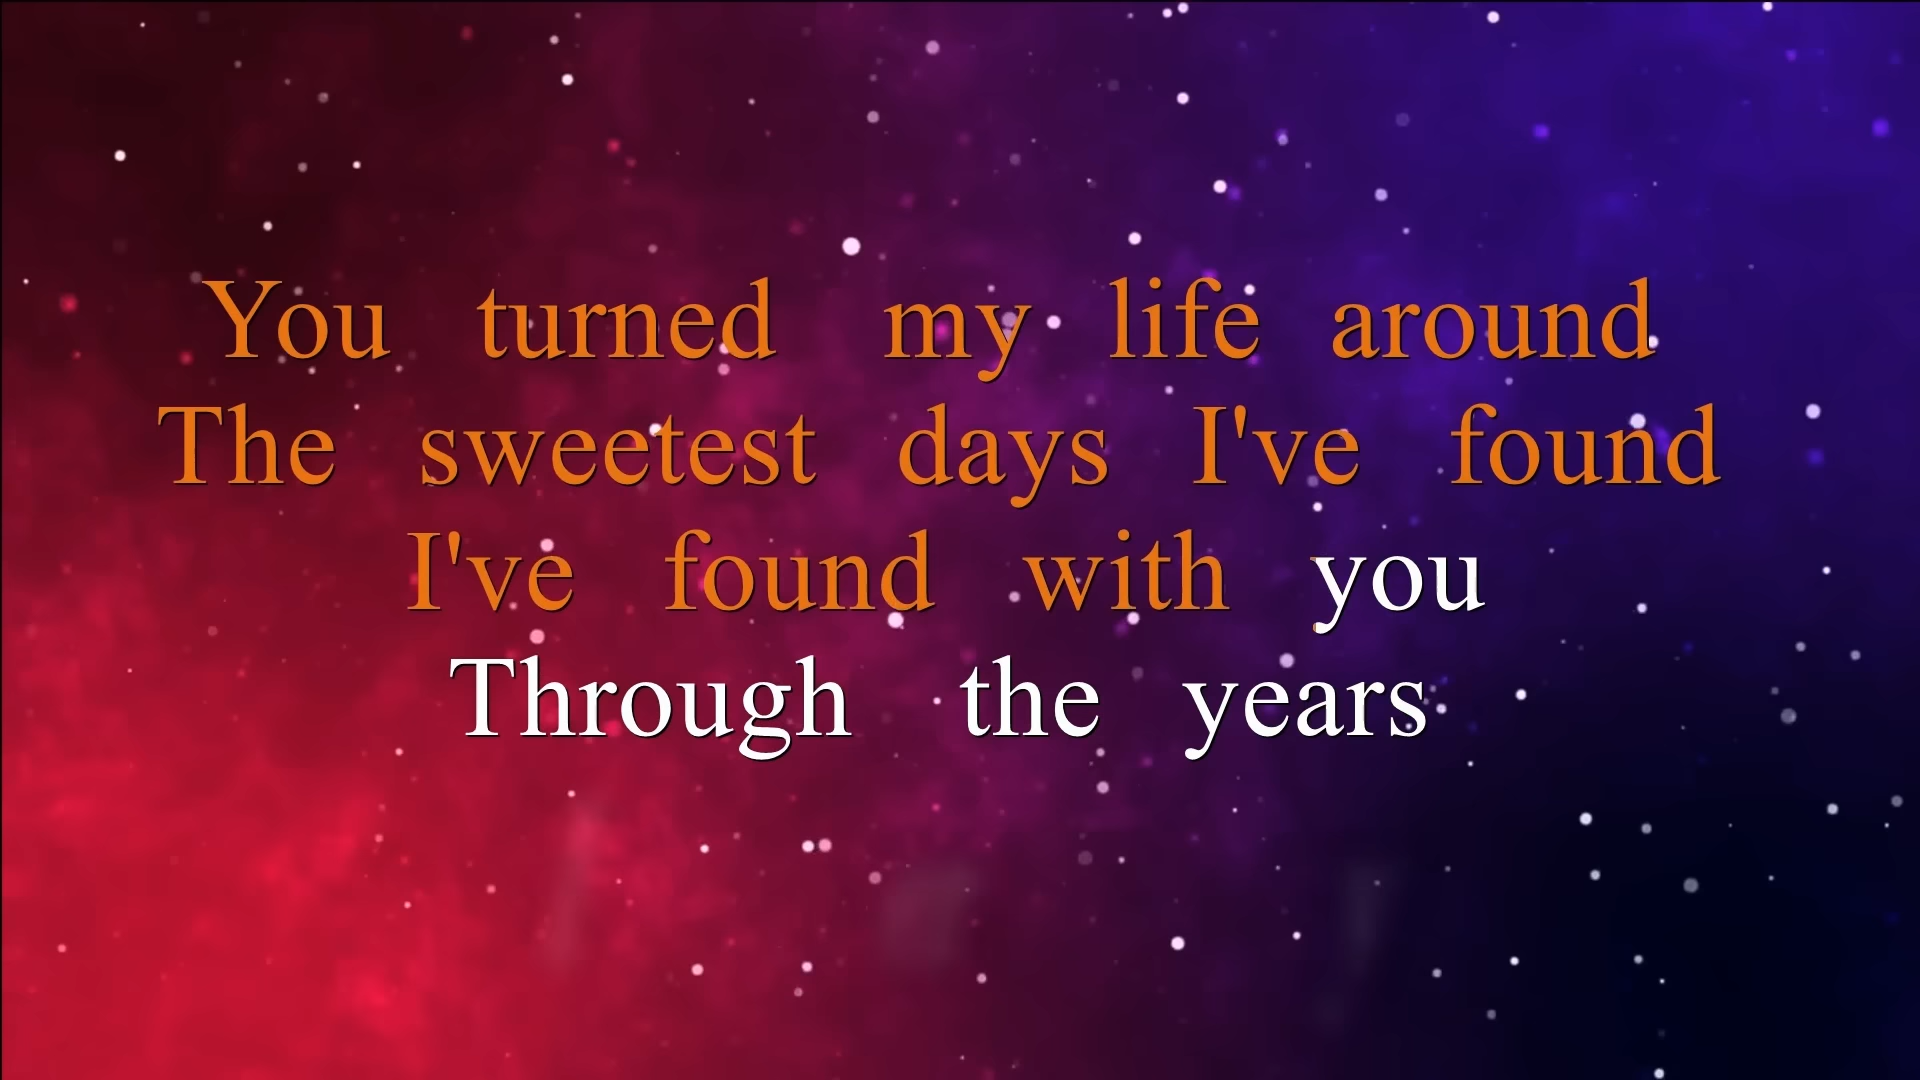 You turned my life around
The sweetest days I've found
I've found with you
Through the years